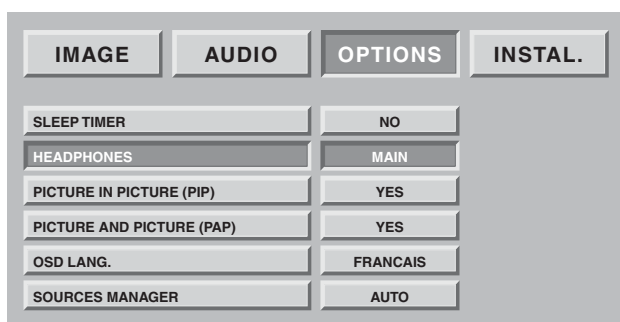 IMAGE AUDIO OPTIONS INSTAL.
SLEEP TIMER NO
HEADPHONES MAIN
PICTURE IN PICTURE (PIP) YES
PICTURE AND PICTURE (PAP) YES
OSD LANG. FRANCAIS
SOURCES MANAGER AUTO